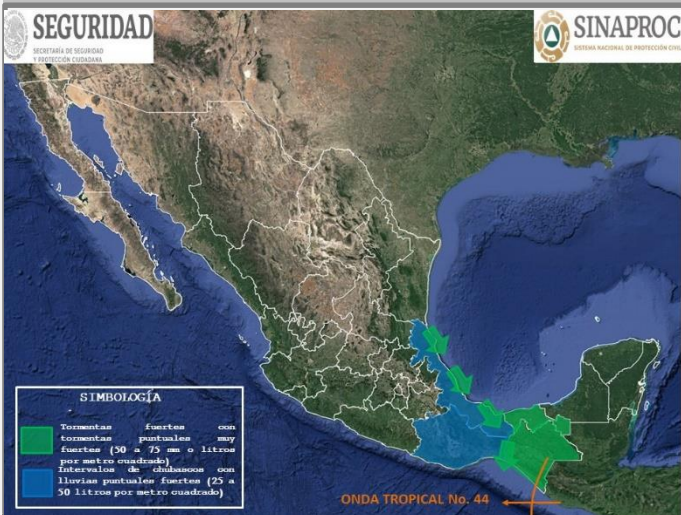 SEGURIDAD
SECRETARÍA DE SEGURIDAD
Y PROTECCIÓN CIUDADANA
SINAPROC
SISTEMA NACIONAL DE PROTECCIÓN CIVIL
SIMBOLOGÍA
Tormentas fuertes con
tormentas puntuales muy
fuertes (50 a 75 mm o litros
por metro cuadrado)
Intervalos de chubascos con
lluvias puntuales fuertes (25 a
50 litros por metro cuadrado)
ONDA TROPICAL No. 44